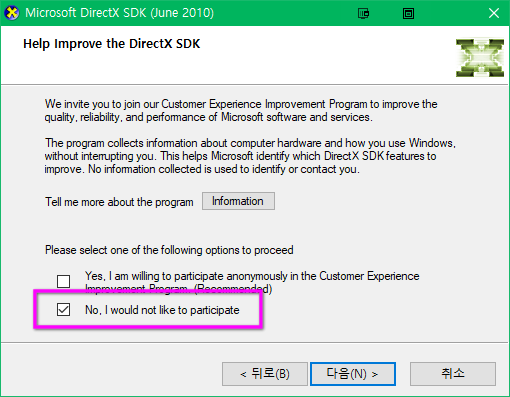 Microsoft DirectX SDK (June 2010)
Help Improve the DirectX SDK
We invite you to join our Customer Experience Improvement Program to improve the
quality, reliability, and performance of Microsoft software and services.
The program collects information about computer hardware and how you use Windows,
without interrupting you. This helps Microsoft identify which DirectX SDK features to
improve. No information collected is used to identify or contact you.
Tell me more about the program
Information
Please select one of the following options to proceed
Yes, I am willing to participate anonymously in the Customer Experience
Improvement Program. (Recommended)
No, I would not like to participate
< 뒤로(B)
다음(N) >
취소